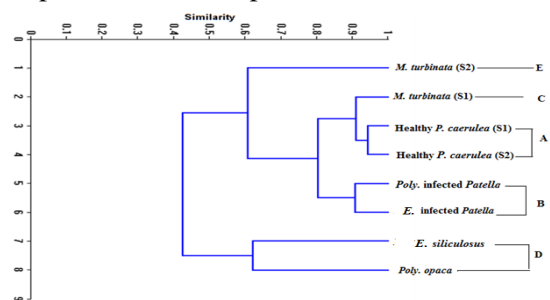 Similarity
0 0.1 0.2 0.3 0.4 0.5 0.6 0.7 0.8 0.9 1
0
1 M. turbinata (S2) E
2 M. turbinata (S1) C
3 Healthy P. caerulea (S1)
A
4 Healthy P. caerulea (S2)
5 Poly. infected Patella
B
6 E. infected Patella
7 E. siliculosus
D
8 Poly. opaca
9